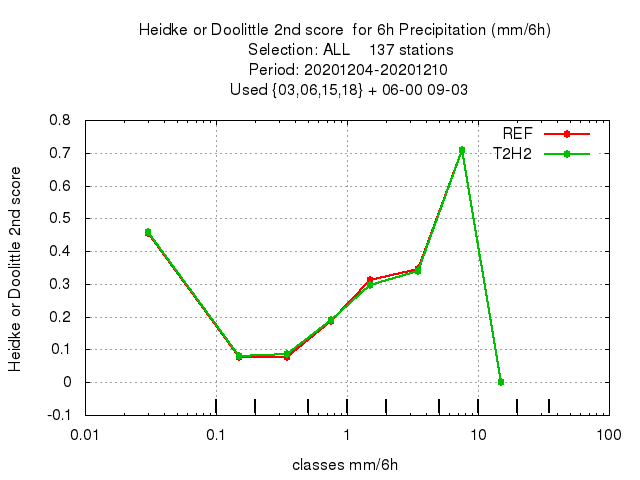 Heidke or Doolittle 2nd score  for 6h Precipitation (mm/6h)
Selection: ALL    137 stations
Period: 20201204-20201210
Used {03,06,15,18} + 06-00 09-03
REF
T2H2
0.8
0.7
0.6
0.5
0.4
0.3
0.2
0.1
0
-0.1
Heidke or Doolittle 2nd score
0.01 0.1 1 10 100
classes mm/6h